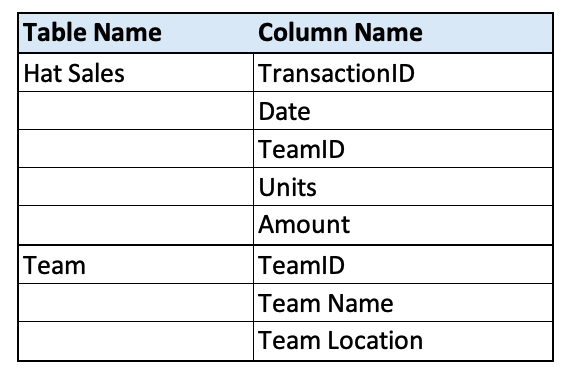 Table Name Column Name
Hat Sales TransactionID
Date
TeamID
Units
Amount
Team TeamID
Team Name
Team Location